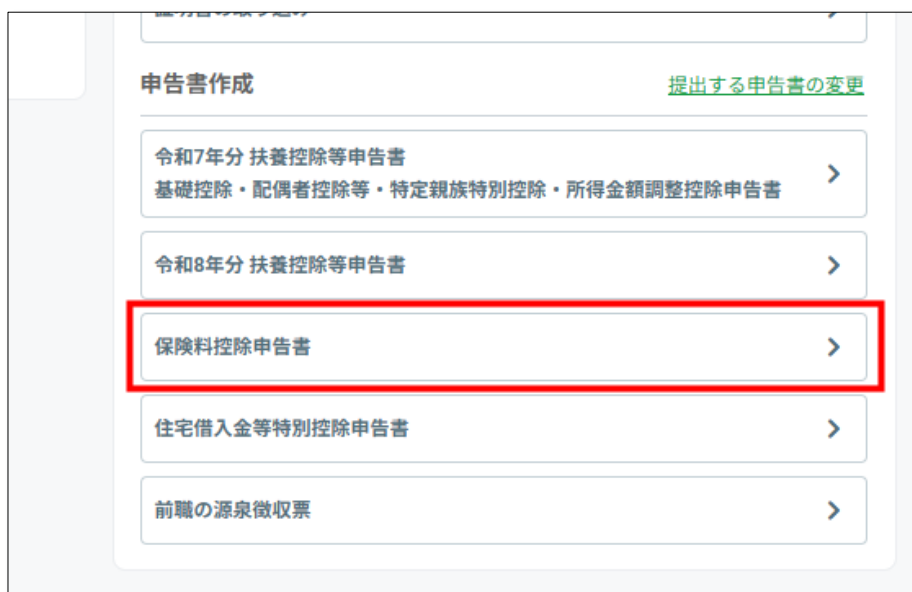 申告書作成
提出する申告書の変更
令和7年分 扶養控除等申告書
基礎控除・配偶者控除等・特定親族特別控除・所得金額調整控除申告書
令和8年分 扶養控除等申告書
保険料控除申告書
住宅借入金等特別控除申告書
前職の源泉徴収票